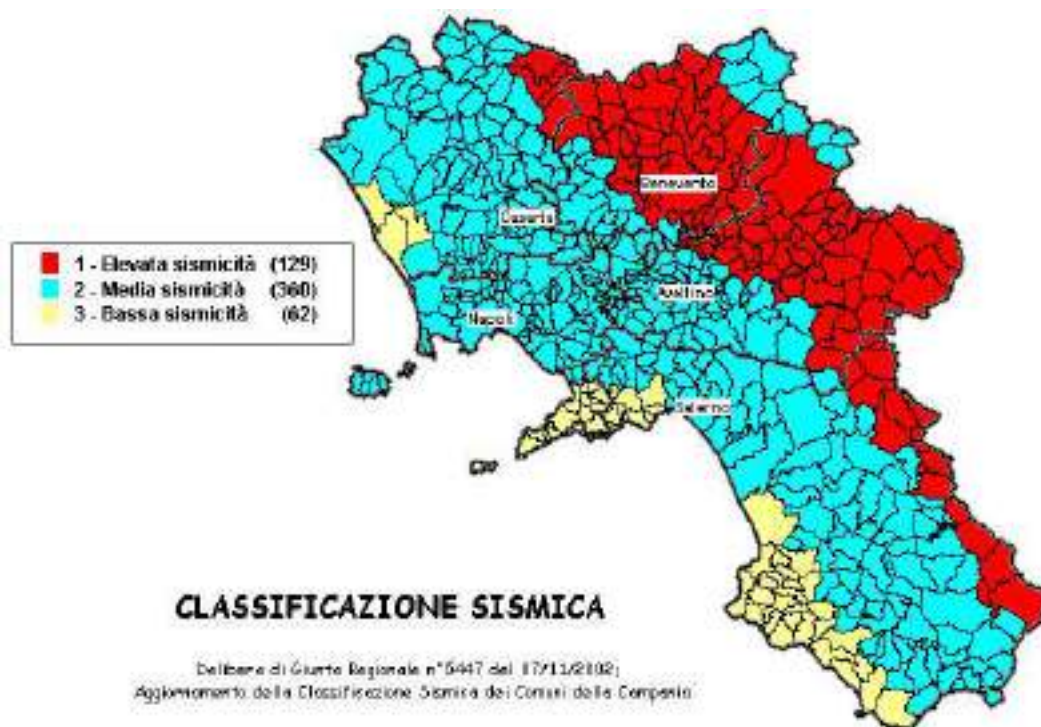 Benevento
Caserta
1 - Elevata sismicità (129)
2 - Media sismicità (360)
3 - Bassa sismicità (62)
Avellino
Napoli
Salerno
CLASSIFICAZIONE SISMICA
Delibera di Giunta Regionale n°5447 del 07/11/2002;
Aggiornamento della Classificazione Sismica dei Comuni della Campania